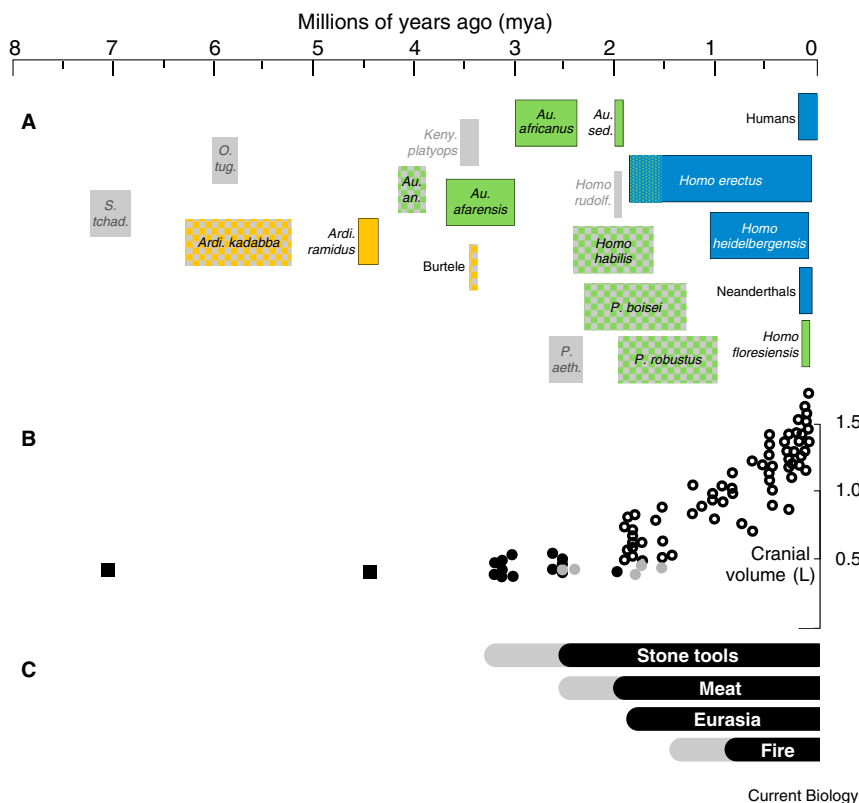 Millions of years ago (mya)
8 7 6 5 4 3 2 1 0
A
S.
tchad.
O.
tug.
Ardi. kadabba
Ardi.
ramidus
Keny.
platyops
Au.
an.
Au.
afarensis
Burtele
Au.
africanus
Au.
sed.
Homo
rudolf.
Homo
habilis
P. boisei
P.
aeth.
P. robustus
Humans
Homo erectus
Homo
heidelbergensis
Neanderthals
Homo
floresiensis
B
1.5
1.0
0.5
Cranial
volume (L)
C
Stone tools
Meat
Eurasia
Fire
Current Biology